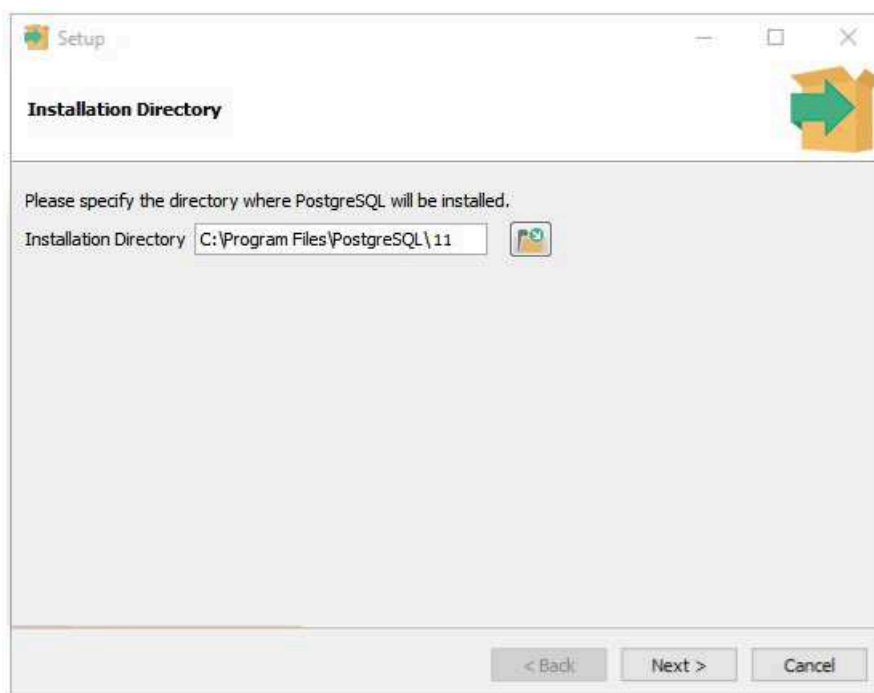 Setup
Installation Directory
Please specify the directory where PostgreSQL will be installed.
Installation Directory C:\Program Files\PostgreSQL\11
< Back Next > Cancel